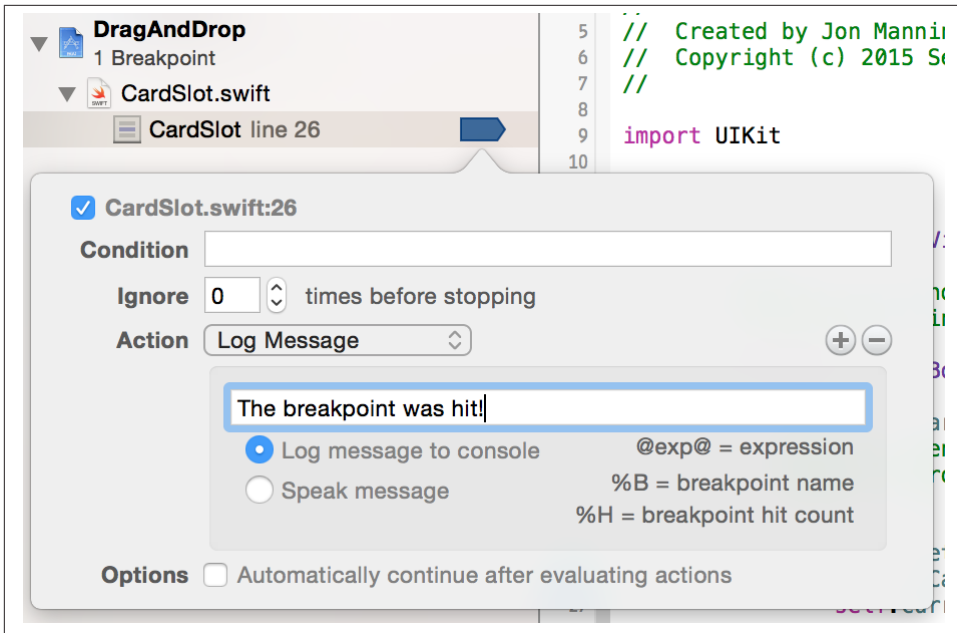 DragAndDrop
1 Breakpoint
CardSlot.swift
CardSlot line 26
5 //  Created by Jon
6 //  Copyright (c) 2015
7 //
8
9 import UIKit
10
CardSlot.swift:26
Condition
Ignore 0 times before stopping
Action Log Message
The breakpoint was hit!
Log message to console
@exp@ = expression
Speak message
%B = breakpoint name
%H = breakpoint hit count
Options Automatically continue after evaluating actions